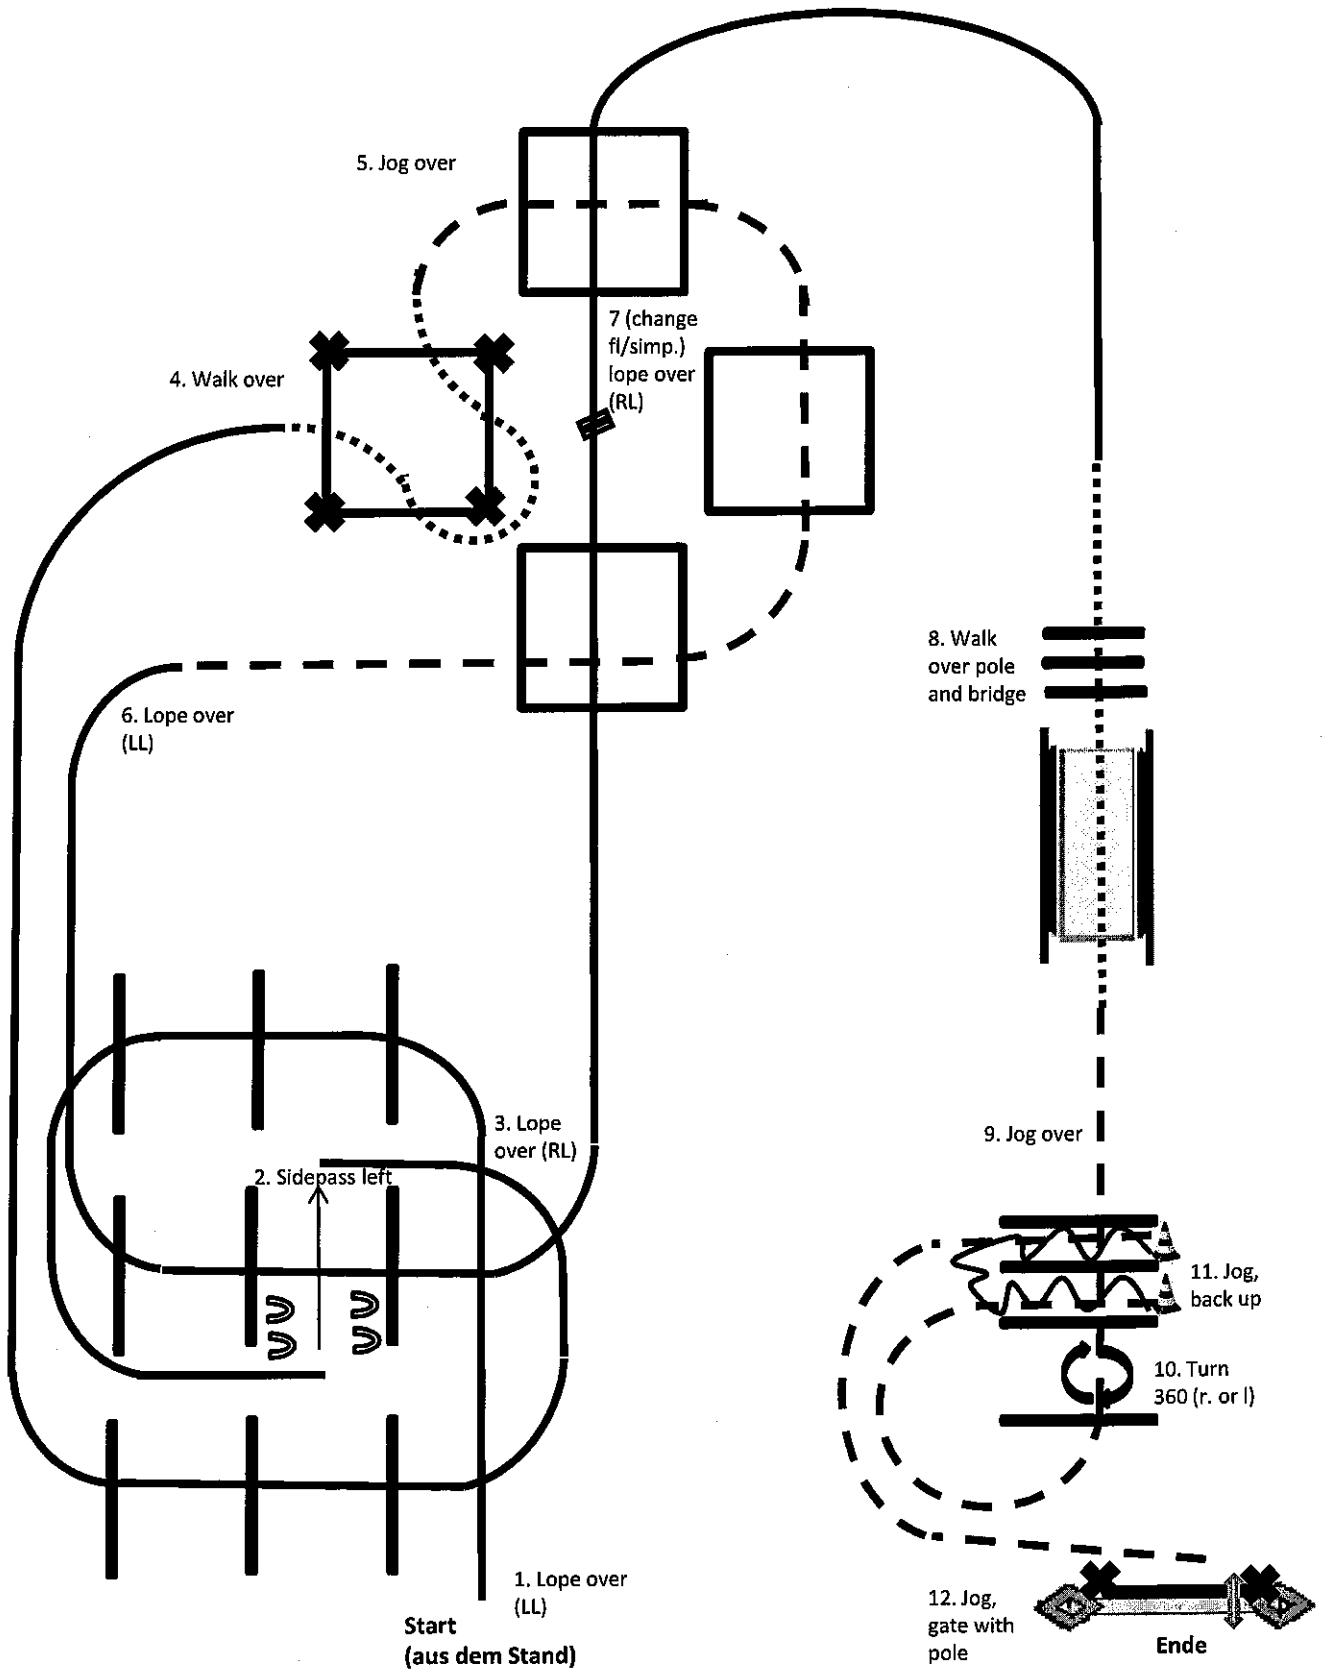 5. Jog over
7 (change
fl/simp.)
lope over
(RL)
4. Walk over
8. Walk
over pole
and bridge
6. Lope over
(LL)
3. Lope
over (RL)
2. Sidepass left
9. Jog over
11. Jog,
back up
10. Turn
360 (r. or l)
1. Lope over
(LL)
Start
(aus dem Stand)
12. Jog,
gate with
pole
Ende